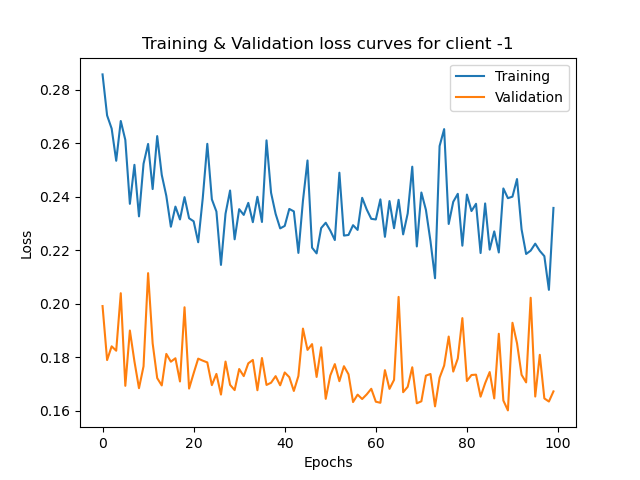 Training & Validation loss curves for client -1
Training
Validation
Loss
0.28
0.26
0.24
0.22
0.20
0.18
0.16
0 20 40 60 80 100
Epochs